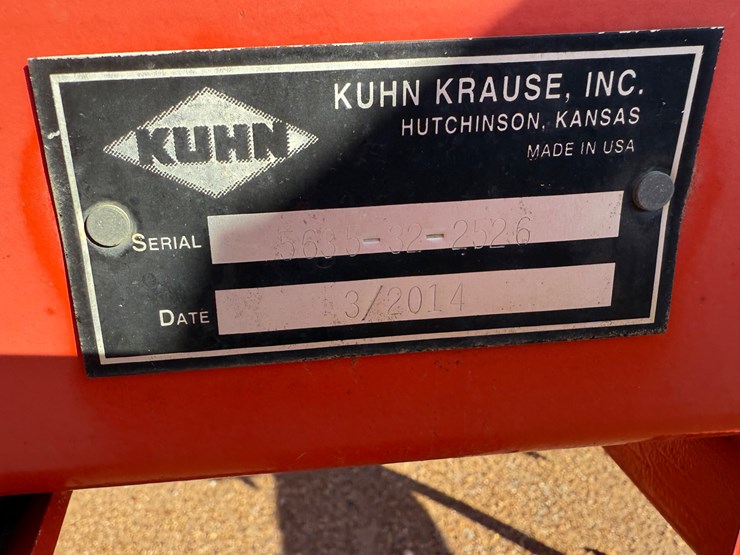 KUHN
KUHN KRAUSE, INC.
HUTCHINSON, KANSAS
MADE IN USA
SERIAL
DATE 3/2014